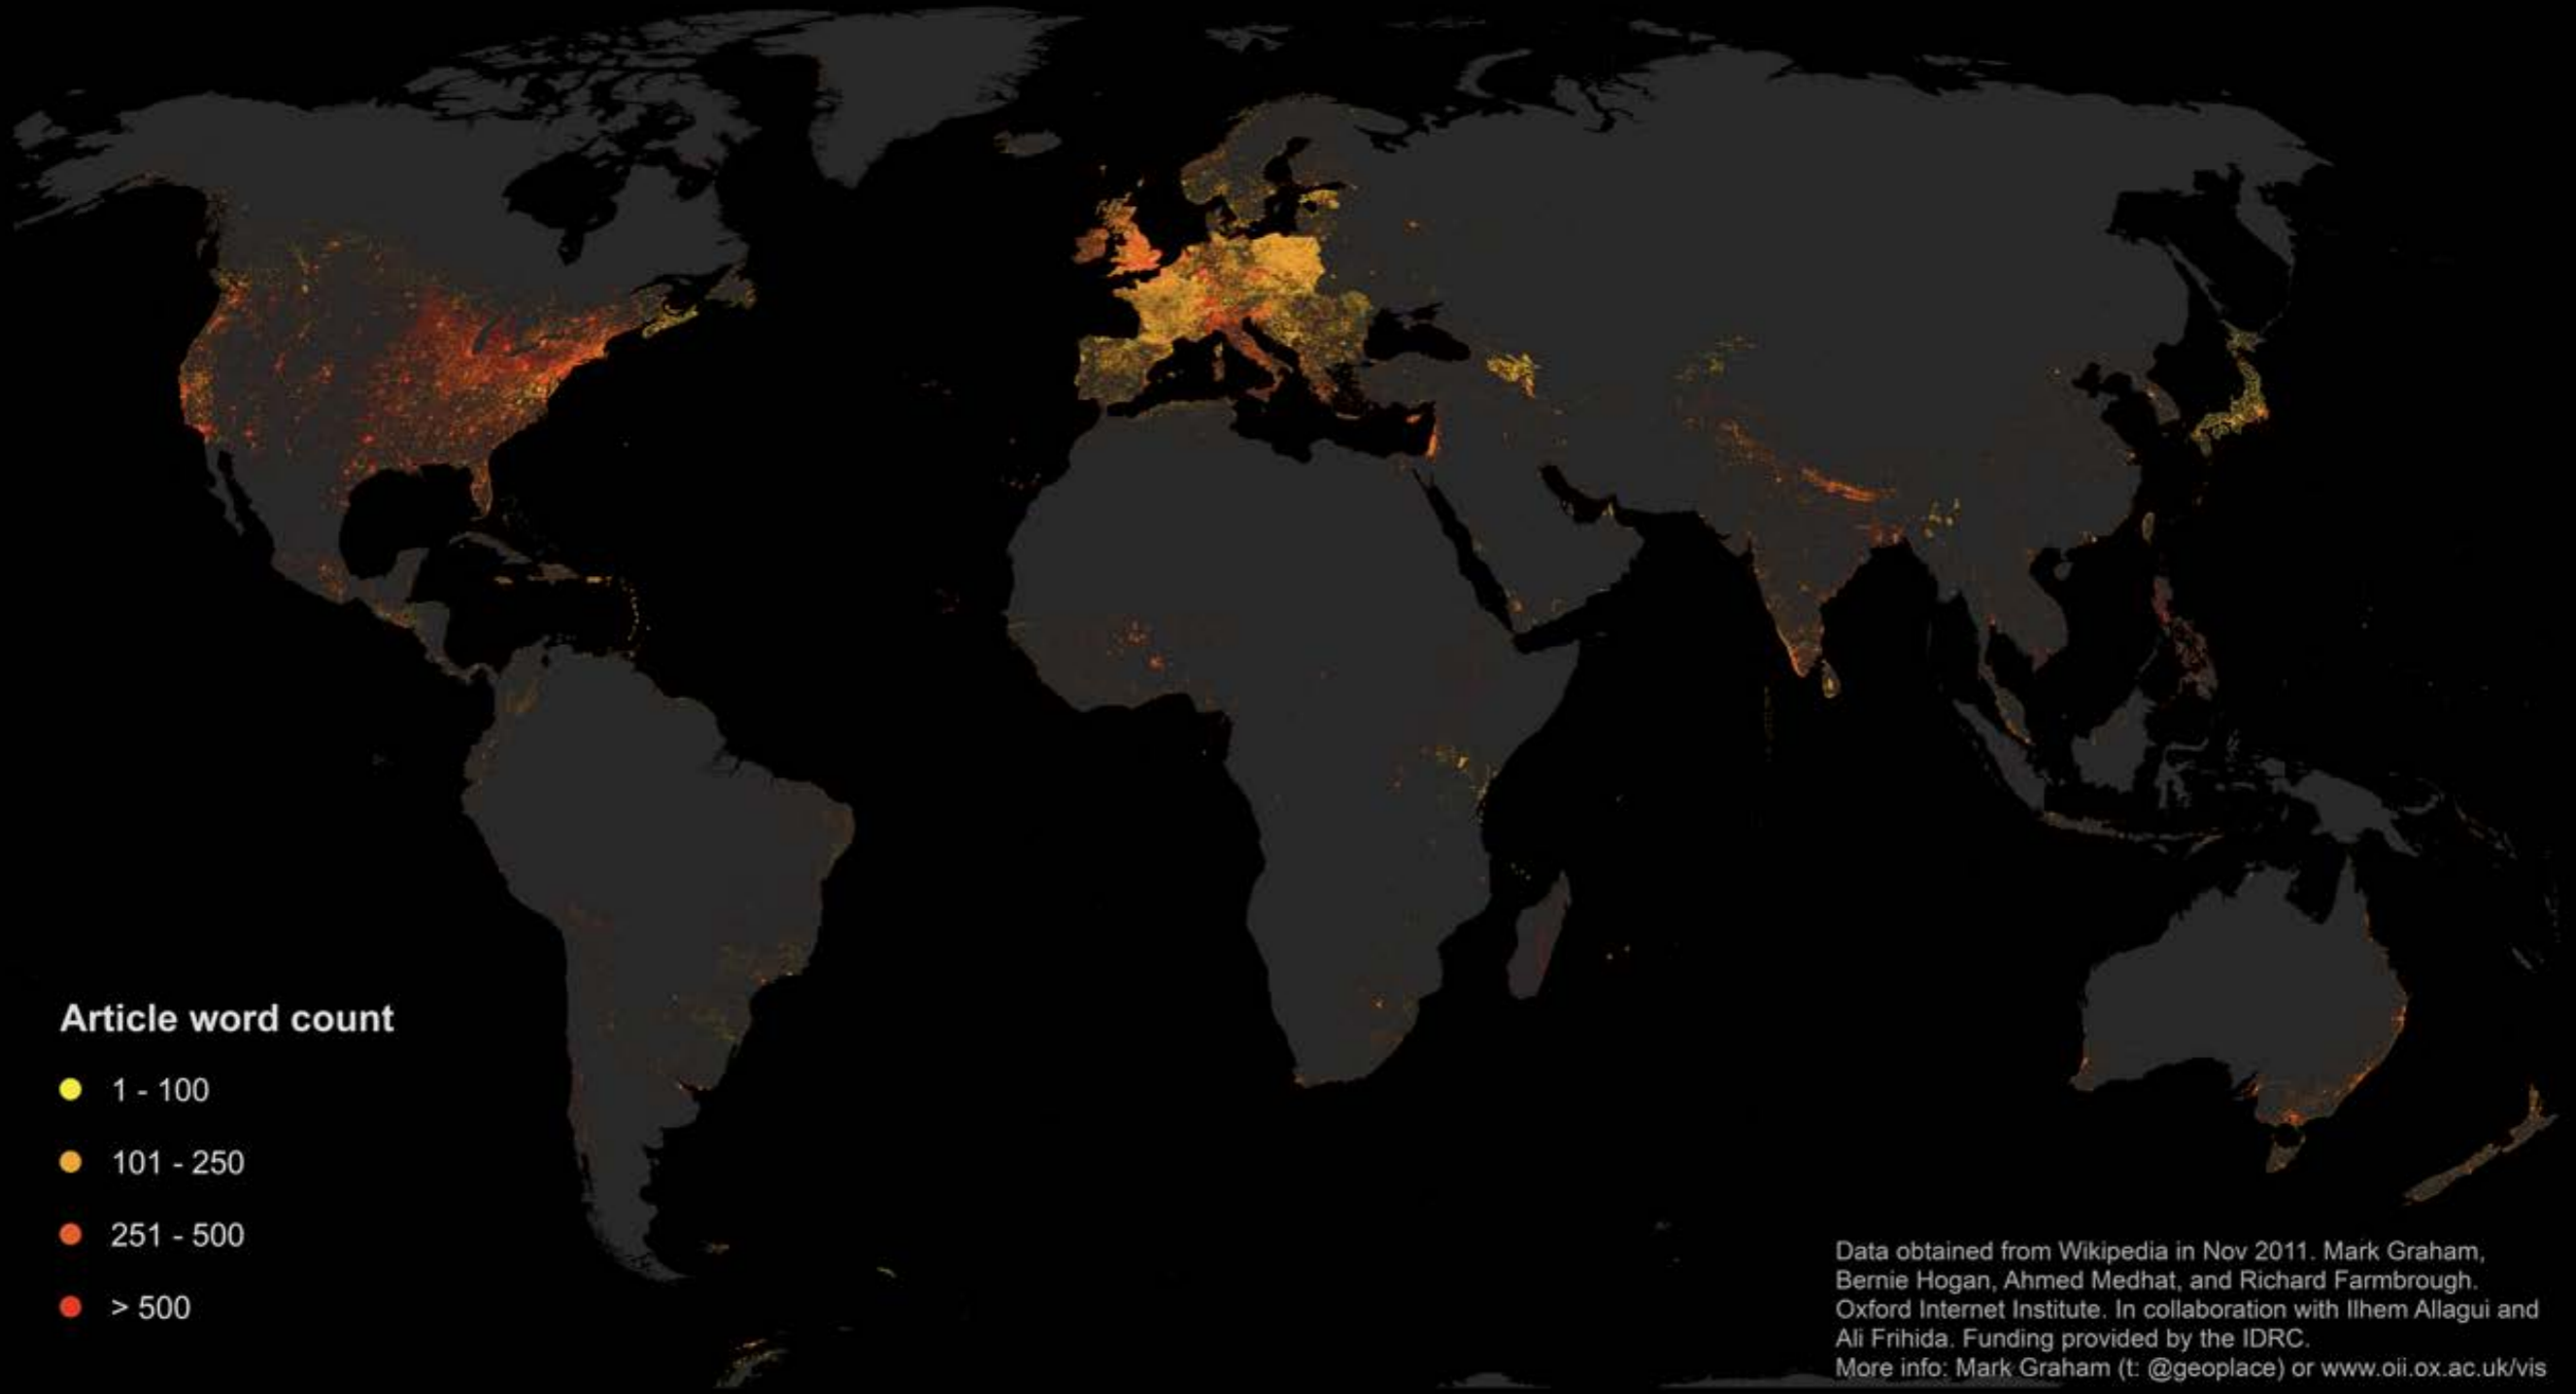 Article word count
1 - 100
101 - 250
251 - 500
> 500
Data obtained from Wikipedia in Nov 2011. Mark Graham,
Bernie Hogan, Ahmed Medhat, and Richard Farmbrough.
Oxford Internet Institute. In collaboration with Ilhem Allagui and
Ali Frihida. Funding provided by the IDRC.
More info: Mark Graham (t: @geoplace) or www.oii.ox.ac.uk/vis